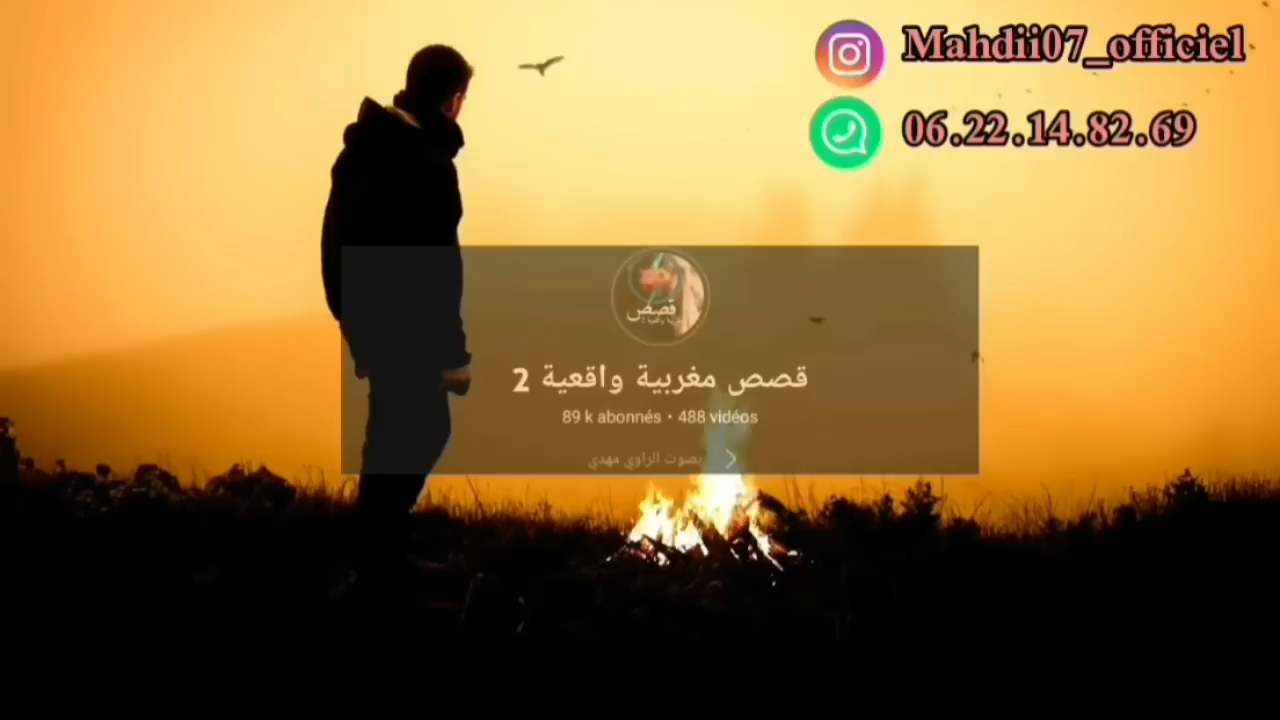 Mahdii07_officiel
06.22.14.82.69
قصص
قصص مغربية واقعية 2
89 k abonnés • 488 vidéos
بصوت الراوي مهدي